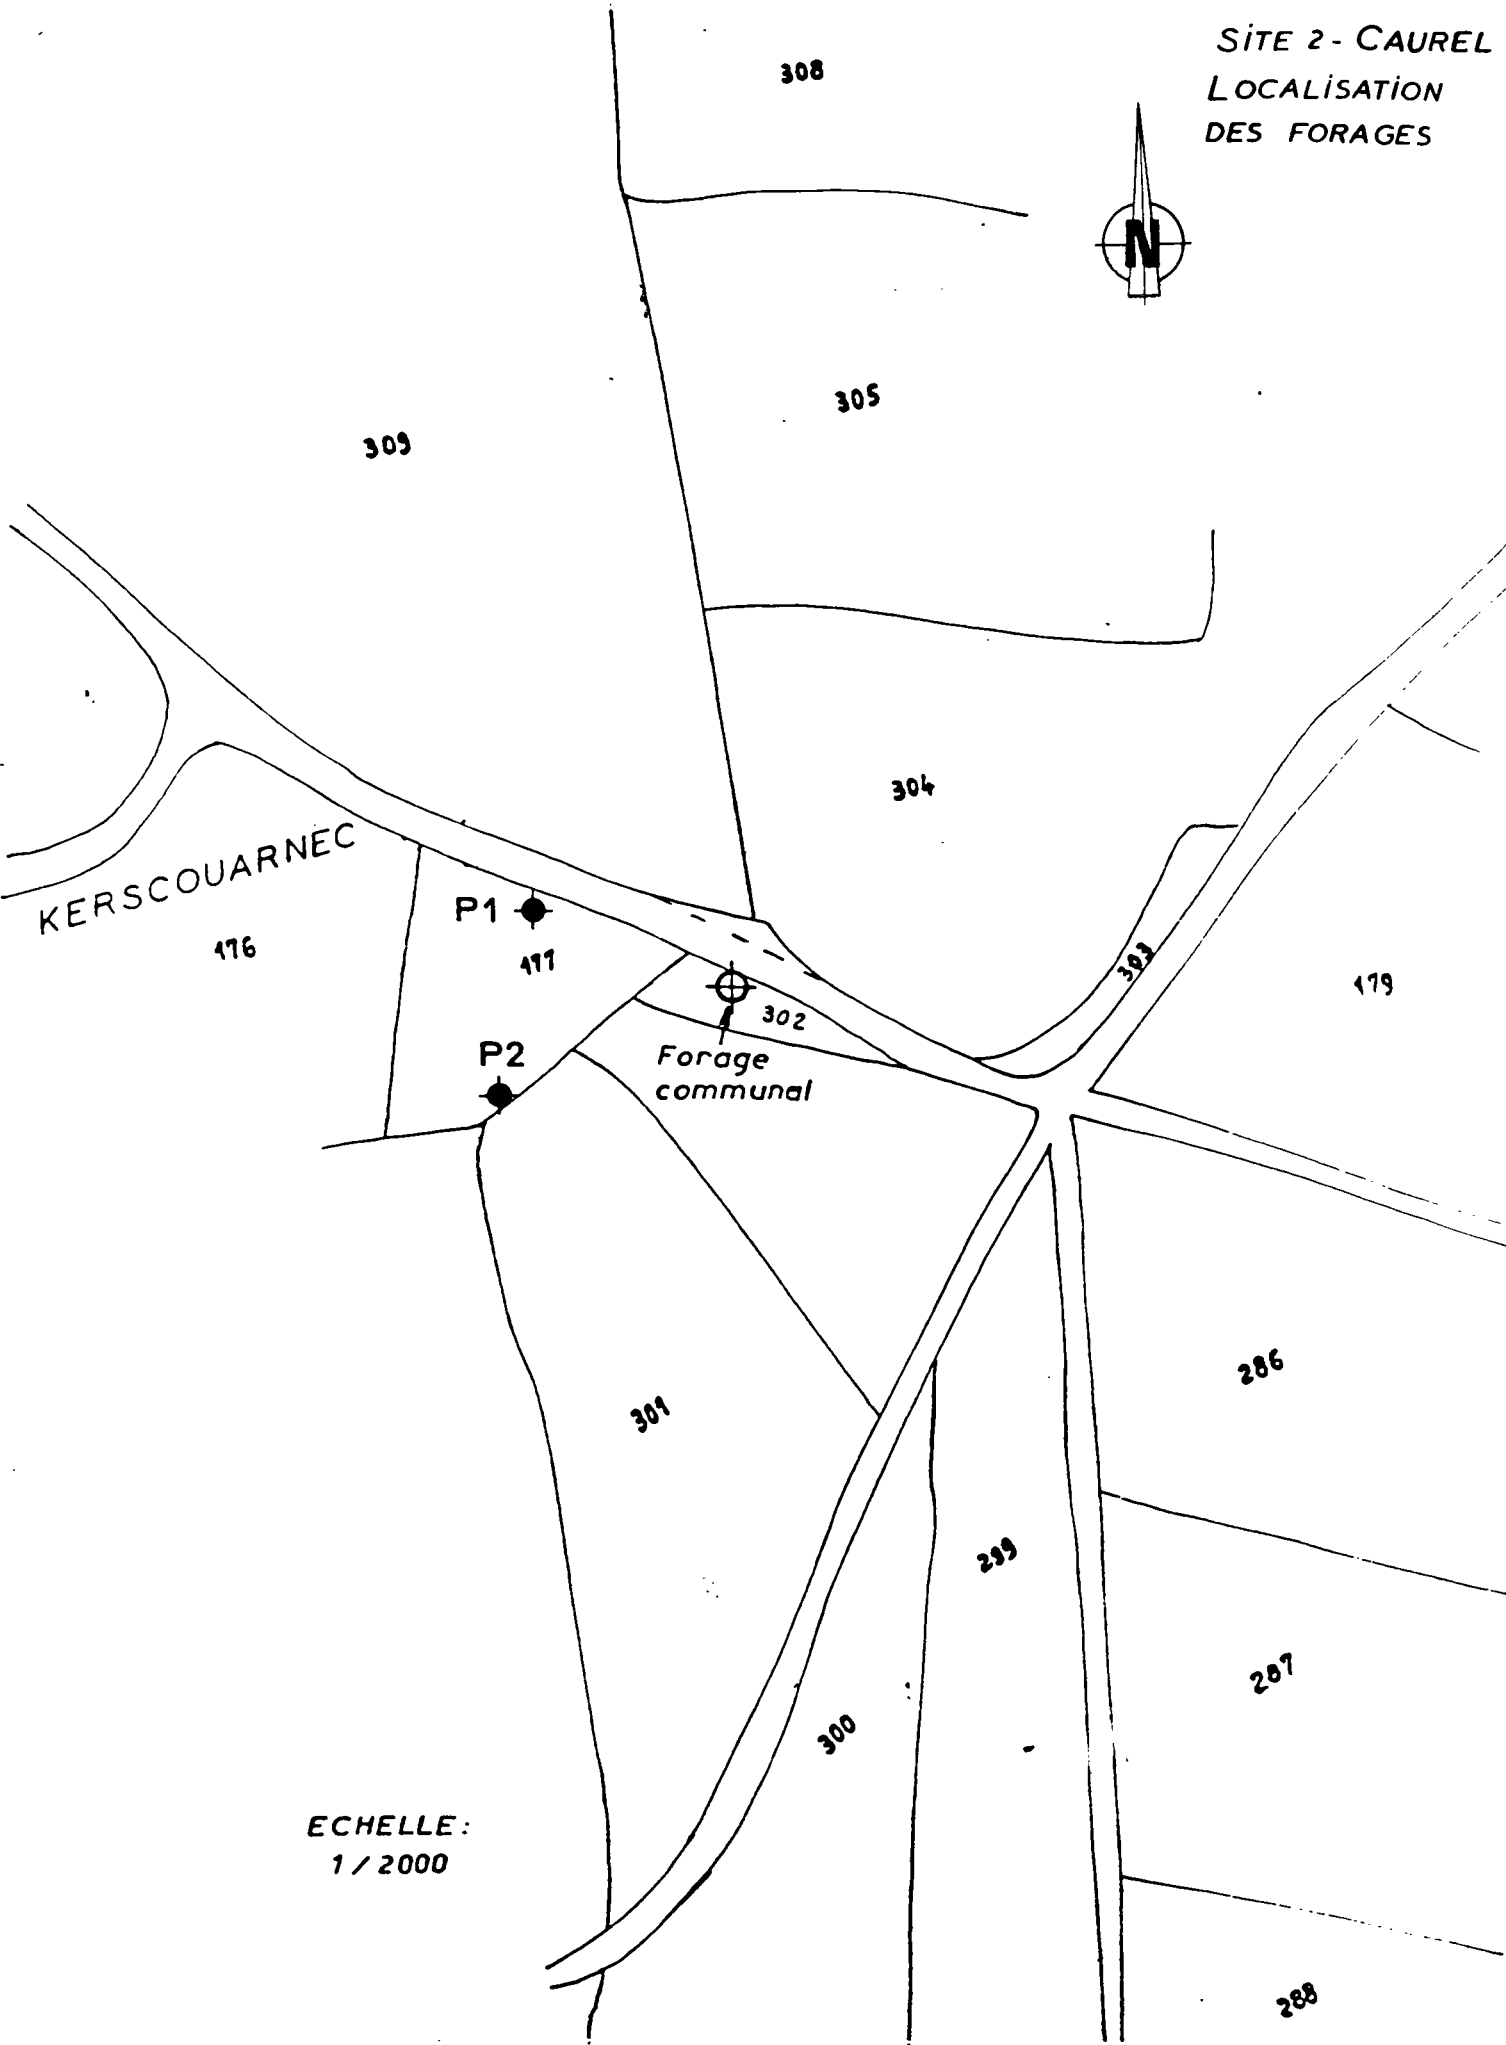 SiTE 2 - CAUREL
LOCALiSATiON
DES FORAGES
308
N
305
309
304
KERSCOUARNEC
176
P1
177
303
179
302
P2
Forage
communal
286
301
299
287
300
ECHELLE:
1/2000
288